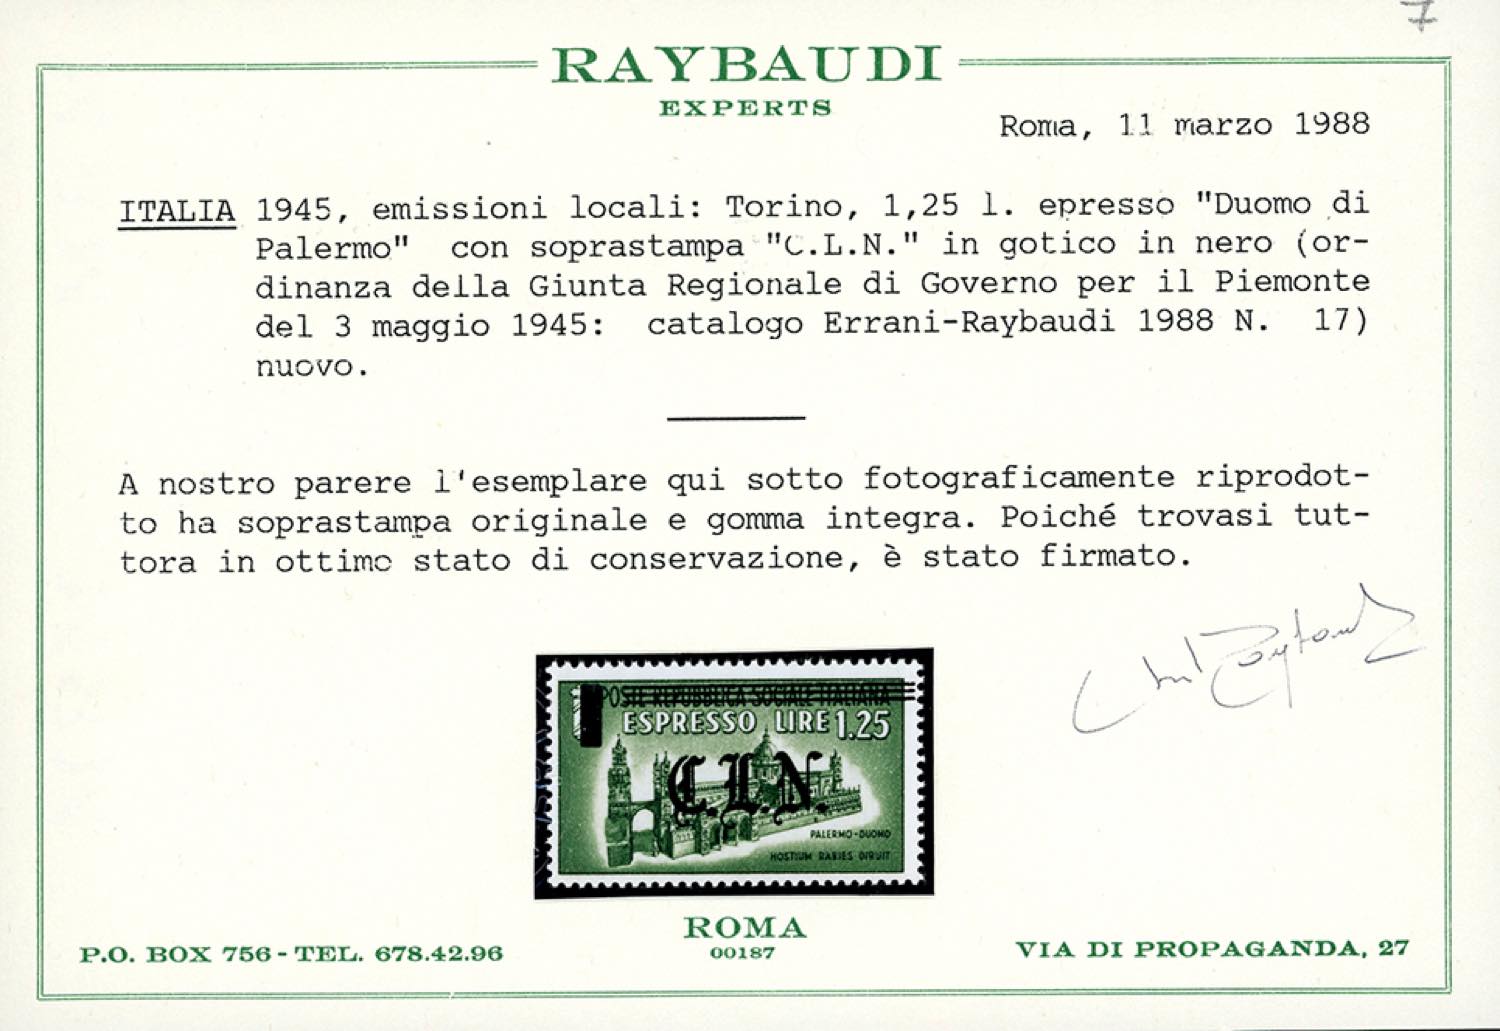 7
RAYBAUDI
EXPERTS
Roma, 11 marzo 1988
ITALIA 1945, emissioni locali: Torino, 1,25 l. epresso "Duomo di
Palermo" con soprastampa "C.L.N." in gotico in nero (or-
dinanza della Giunta Regionale di Governo per il Piemonte
del 3 maggio 1945: catalogo Errani-Raybaudi 1988 N. 17)
nuovo.
A nostro parere l'esemplare qui sotto fotograficamente riprodot-
to ha soprastampa originale e gomma integra. Poiché trovasi tut-
tora in ottimo stato di conservazione, è stato firmato.
POSTE REPUBBLICA SOCIALE ITALIANA
ESPRESSO LIRE 1.25
C.L.N.
PALERMO-DUOMO
HOSTIUM RABIES DIRUIT
ROMA
00187
P.O. BOX 756 - TEL. 678.42.96
VIA DI PROPAGANDA, 27